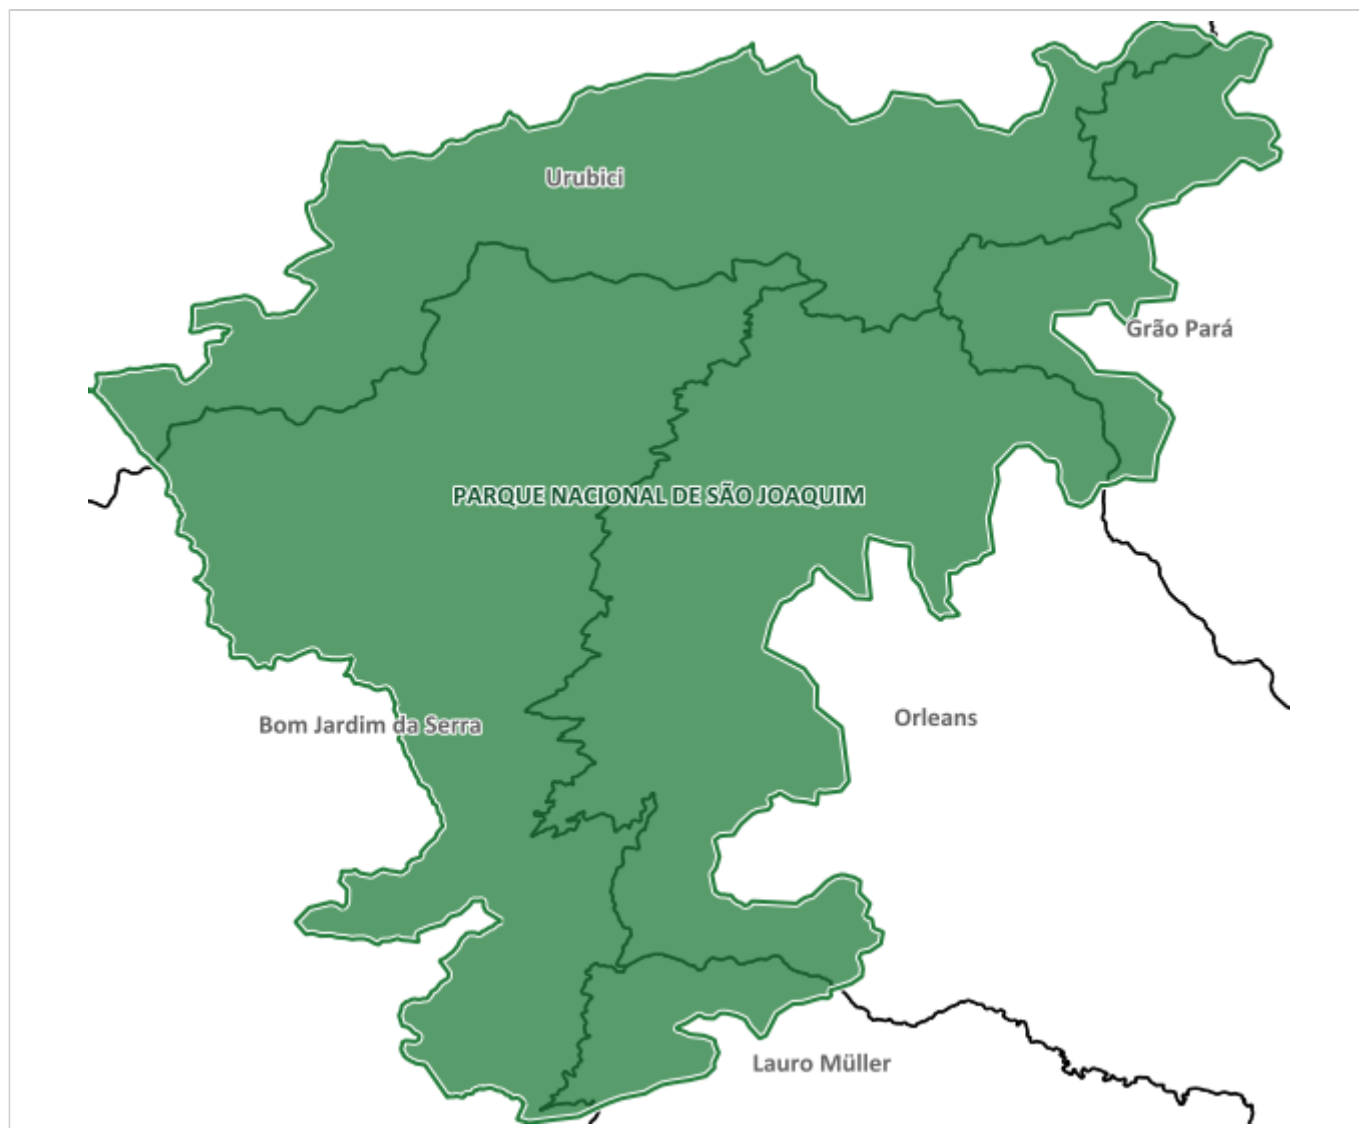 Urubici
Grão Pará
PARQUE NACIONAL DE SÃO JOAQUIM
Bom Jardim da Serra
Orleans
Lauro Müller